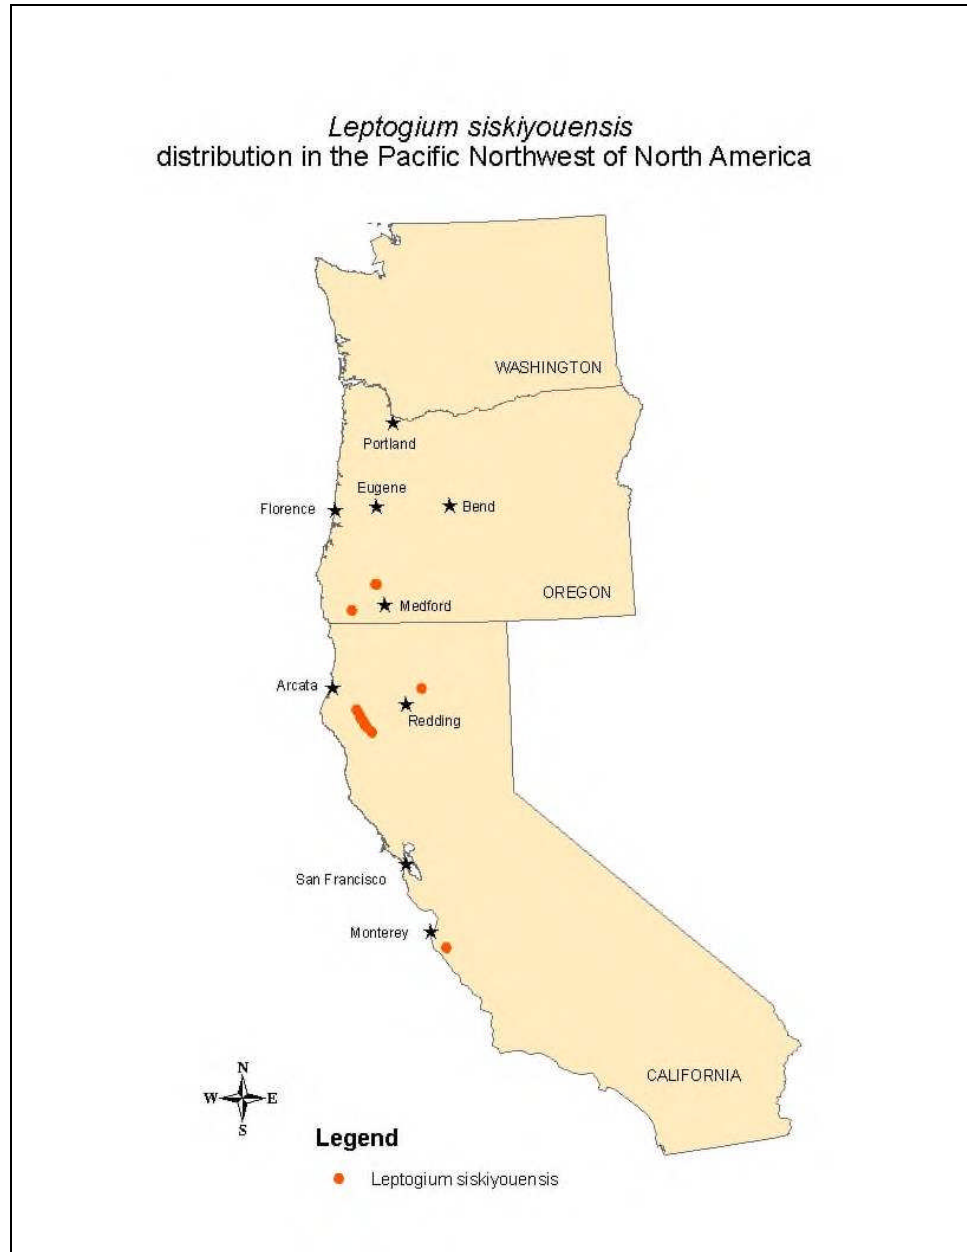 Leptogium siskiyouensis
distribution in the Pacific Northwest of North America
WASHINGTON
Portland
Eugene
Florence
Bend
OREGON
Medford
Arcata
Redding
San Francisco
Monterey
CALIFORNIA
N
W E
S
Legend
Leptogium siskiyouensis